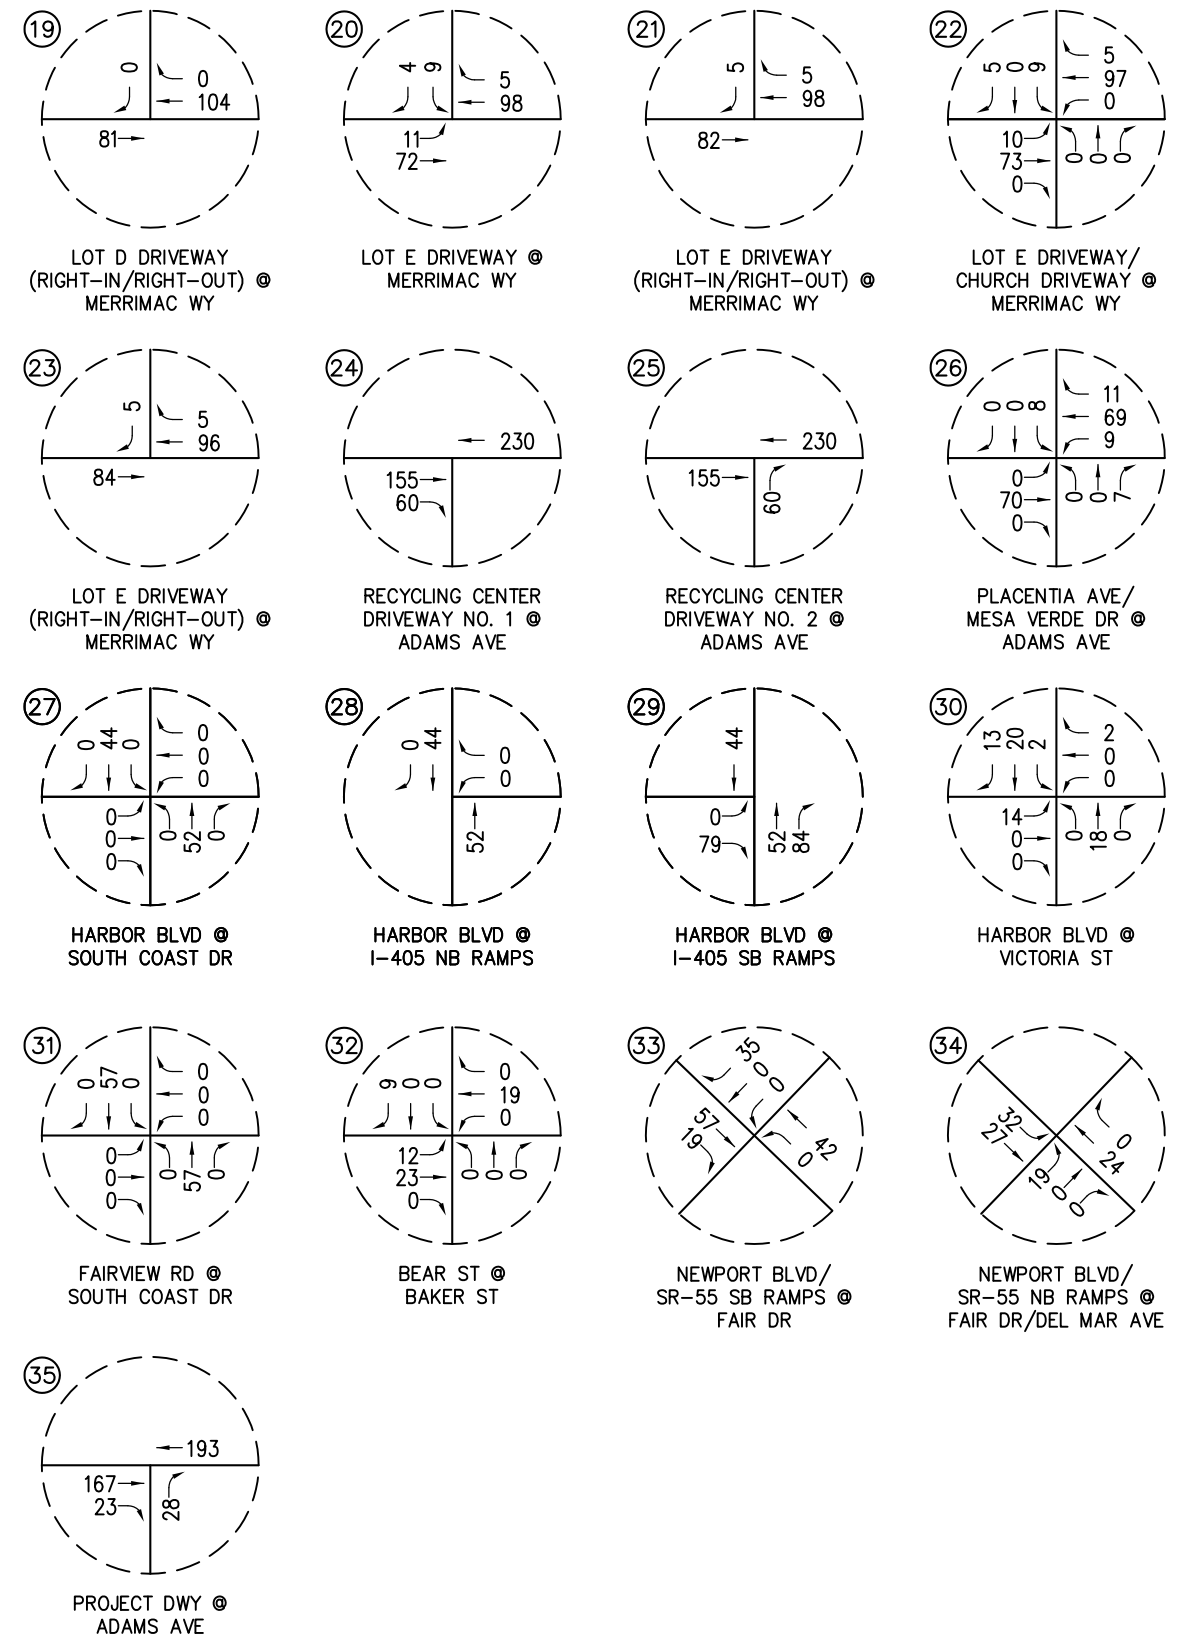 19
0
0
104
81
LOT D DRIVEWAY
(RIGHT-IN/RIGHT-OUT) @
MERRIMAC WY
20
4 9
5
98
11
72
LOT E DRIVEWAY @
MERRIMAC WY
21
5
5
98
82
LOT E DRIVEWAY
(RIGHT-IN/RIGHT-OUT) @
MERRIMAC WY
22
5 0 9
5
97
0
10
73
0
0 0 0
LOT E DRIVEWAY/
CHURCH DRIVEWAY @
MERRIMAC WY
23
5
5
96
84
LOT E DRIVEWAY
(RIGHT-IN/RIGHT-OUT) @
MERRIMAC WY
24
230
155
60
RECYCLING CENTER
DRIVEWAY NO. 1 @
ADAMS AVE
25
230
155
60
RECYCLING CENTER
DRIVEWAY NO. 2 @
ADAMS AVE
26
0 0 8
11
69
9
0
70
0
0 0 7
PLACENTIA AVE/
MESA VERDE DR @
ADAMS AVE
27
0 44 0
0
0
0
0
0
0
0 52 0
HARBOR BLVD @
SOUTH COAST DR
28
0 44
0
0
52
HARBOR BLVD @
I-405 NB RAMPS
29
44
0
79
52 84
HARBOR BLVD @
I-405 SB RAMPS
30
13 20 2
2
0
0
14
0
0
0 18 0
HARBOR BLVD @
VICTORIA ST
31
0 57 0
0
0
0
0
0
0
0 57 0
FAIRVIEW RD @
SOUTH COAST DR
32
9 0 0
0
19
0
12
23
0
0 0 0
BEAR ST @
BAKER ST
33
35 0 0
57
19
42
0
NEWPORT BLVD/
SR-55 SB RAMPS @
FAIR DR
34
32
27
0
24
19 0 0
NEWPORT BLVD/
SR-55 NB RAMPS @
FAIR DR/DEL MAR AVE
35
193
167
23
28
PROJECT DWY @
ADAMS AVE